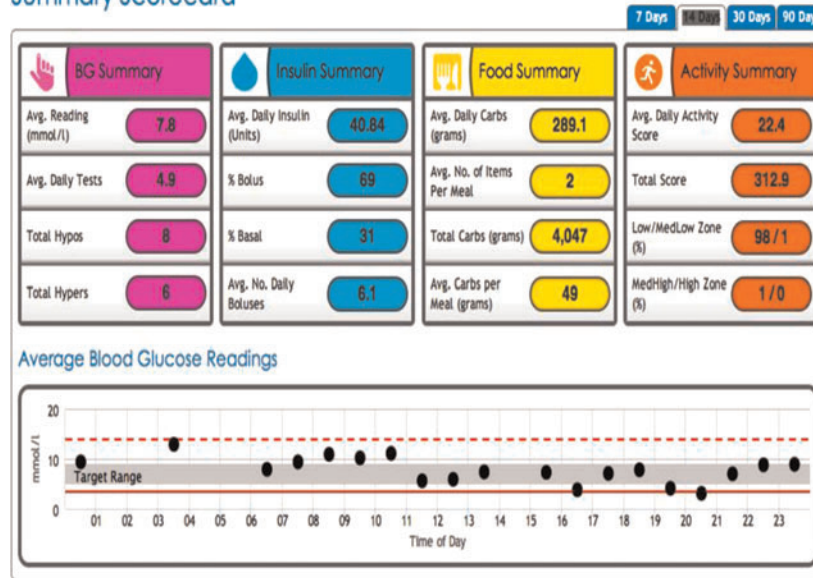 Summary Scorecard
7 Days
14 Days
30 Days
90 Day
BG Summary
Avg. Reading
(mmol/l)
7.8
Avg. Daily Tests
4.9
Total Hypos
8
Total Hypers
6
Insulin Summary
Avg. Daily Insulin
(Units)
40.84
% Bolus
69
% Basal
31
Avg. No. Daily
Boluses
6.1
Food Summary
Avg. Daily Carbs
(grams)
289.1
Avg. No. of Items
Per Meal
2
Total Carbs (grams)
4,047
Avg. Carbs per
Meal (grams)
49
Activity Summary
Avg. Daily Activity
Score
22.4
Total Score
312.9
Low/MedLow Zone
(%)
98/1
MedHigh/High Zone
(%)
1/0
Average Blood Glucose Readings
mmol/l
20
10
0
Target Range
01 02 03 04 05 06 07 08 09 10 11 12 13 14 15 16 17 18 19 20 21 22 23
Time of Day